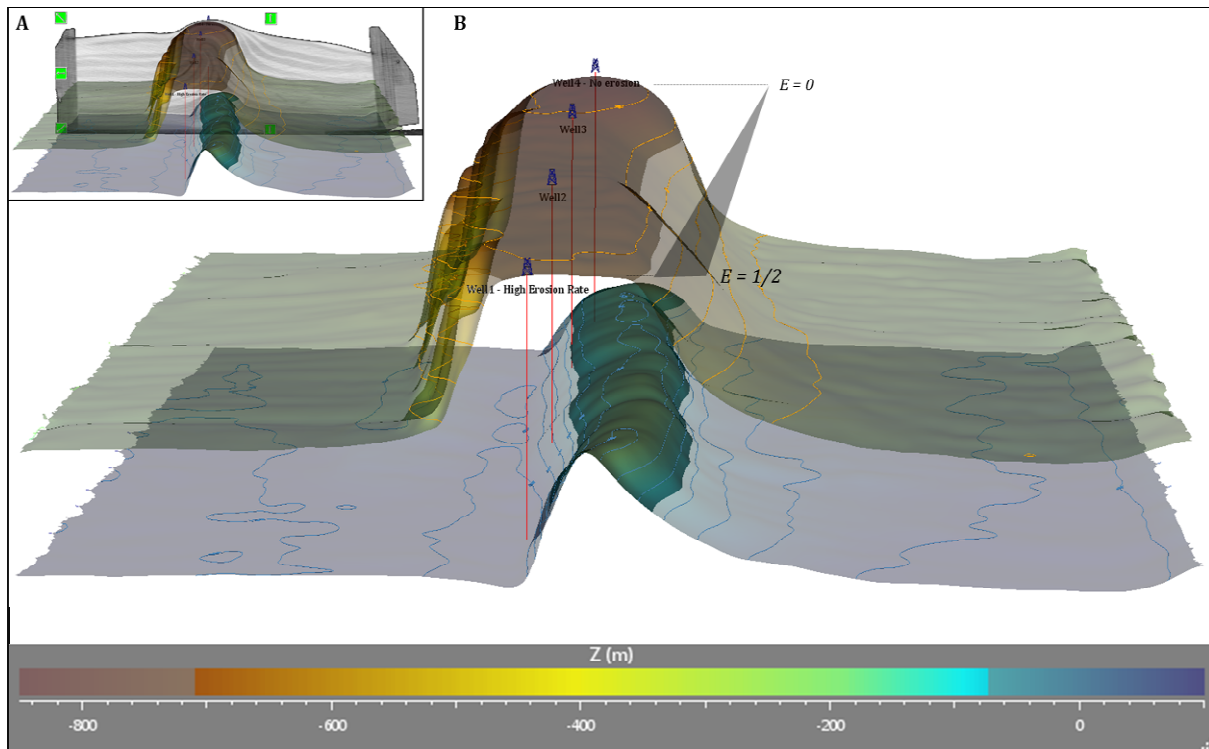 A
B
Well4 - No erosion
E = 0
Well3
Well2
E = 1/2
Well1 - High Erosion Rate
Z (m)
-800
-600
-400
-200
0